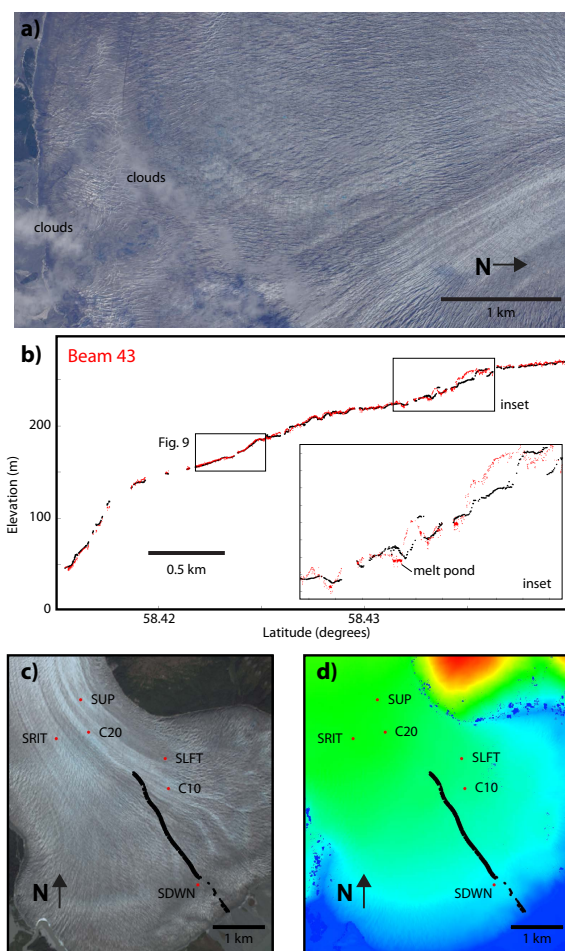 a)
clouds
clouds
N
1 km
b)
Beam 43
200
inset
Fig. 9
Elevation (m)
100
0.5 km
melt pond
inset
0
58.42
58.43
Latitude (degrees)
c)
SUP
C20
SRIT
SLFT
C10
N
SDWN
1 km
d)
SUP
C20
SRIT
SLFT
C10
N
SDWN
1 km